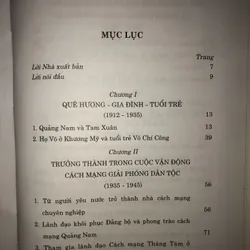 MỤC LỤC
Trang
Lời Nhà xuất bản 7
Lời nói đầu 9
Chương I
QUÊ HƯƠNG - GIA ĐÌNH - TUỔI TRẺ
(1912 - 1935) 13
1. Quảng Nam và Tam Xuân 13
2. Họ Võ ở Khương Mỹ và tuổi trẻ Võ Chí Công 39
Chương II
TRƯỞNG THÀNH TRONG CUỘC VẬN ĐỘNG
CÁCH MẠNG GIẢI PHÓNG DÂN TỘC
(1935 - 1945) 56
1. Từ người yêu nước trở thành nhà cách mạng
chuyên nghiệp 56
2. Lãnh đạo khôi phục Đảng bộ và phong trào cách
mạng Quảng Nam 71
3. Tham gia lãnh đạo Cách mạng Tháng Tám ở